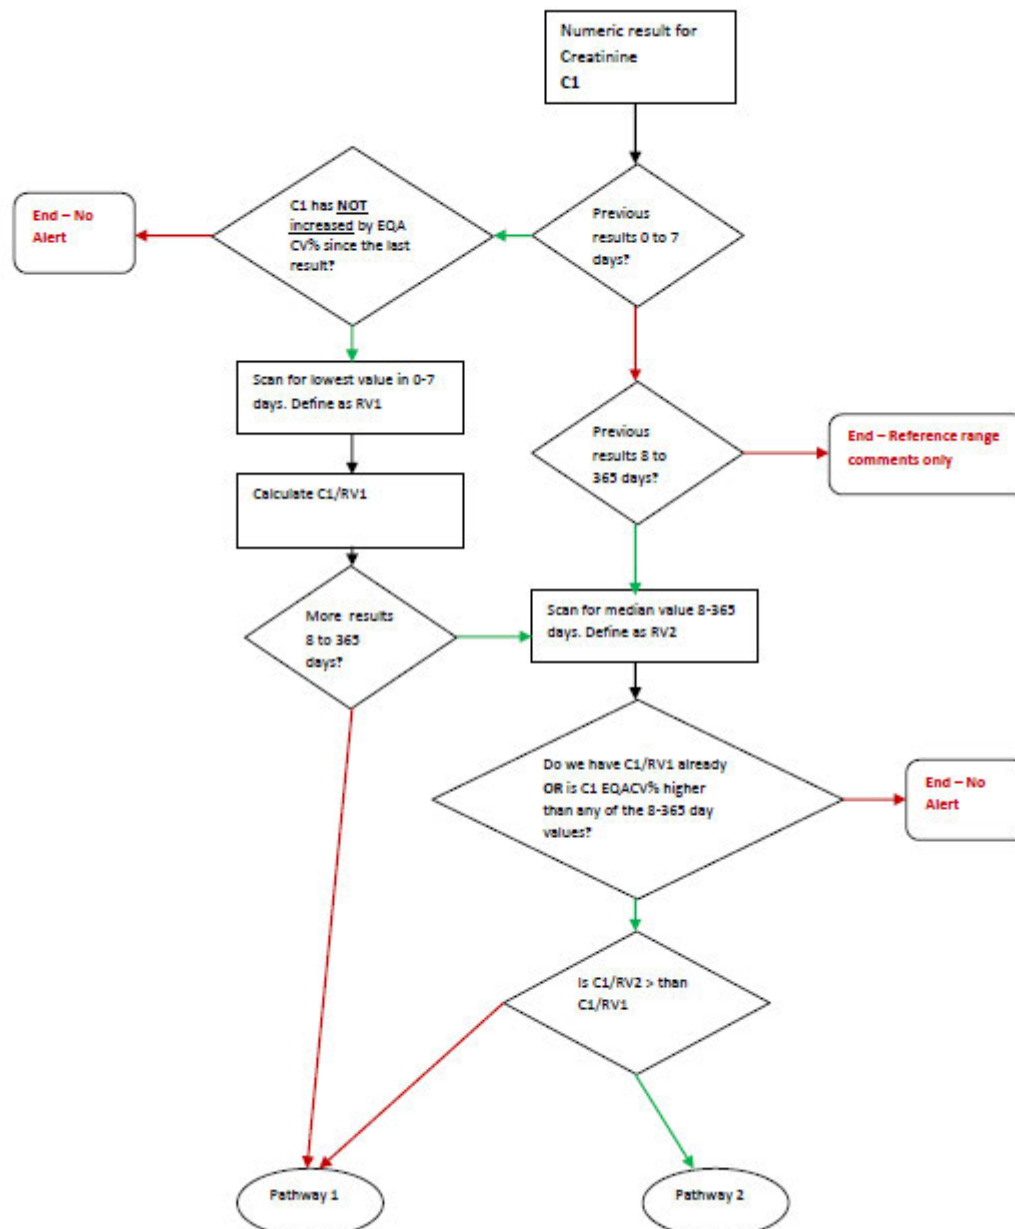 Numeric result for
Creatinine
C1
End – No
Alert
C1 has NOT
increased by EQA
CV% since the last
result?
Previous
results 0 to 7
days?
Scan for lowest value in 0-7
days. Define as RV1
Previous
results 8 to
365 days?
End – Reference range
comments only
Calculate C1/RV1
More results
8 to 365
days?
Scan for median value 8-365
days. Define as RV2
Do we have C1/RV1 already
OR is C1 EQACV% higher
than any of the 8-365 day
values?
End – No
Alert
Is C1/RV2 > than
C1/RV1
Pathway 1
Pathway 2